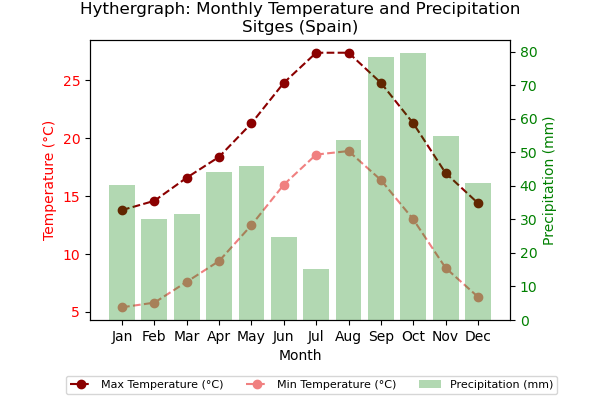 Hythergraph: Monthly Temperature and Precipitation
Sitges (Spain)
Temperature (°C)
25
20
15
10
5
80
70
60
50
40
30
20
10
0
Precipitation (mm)
Jan Feb Mar Apr May Jun Jul Aug Sep Oct Nov Dec
Month
Max Temperature (°C) Min Temperature (°C) Precipitation (mm)